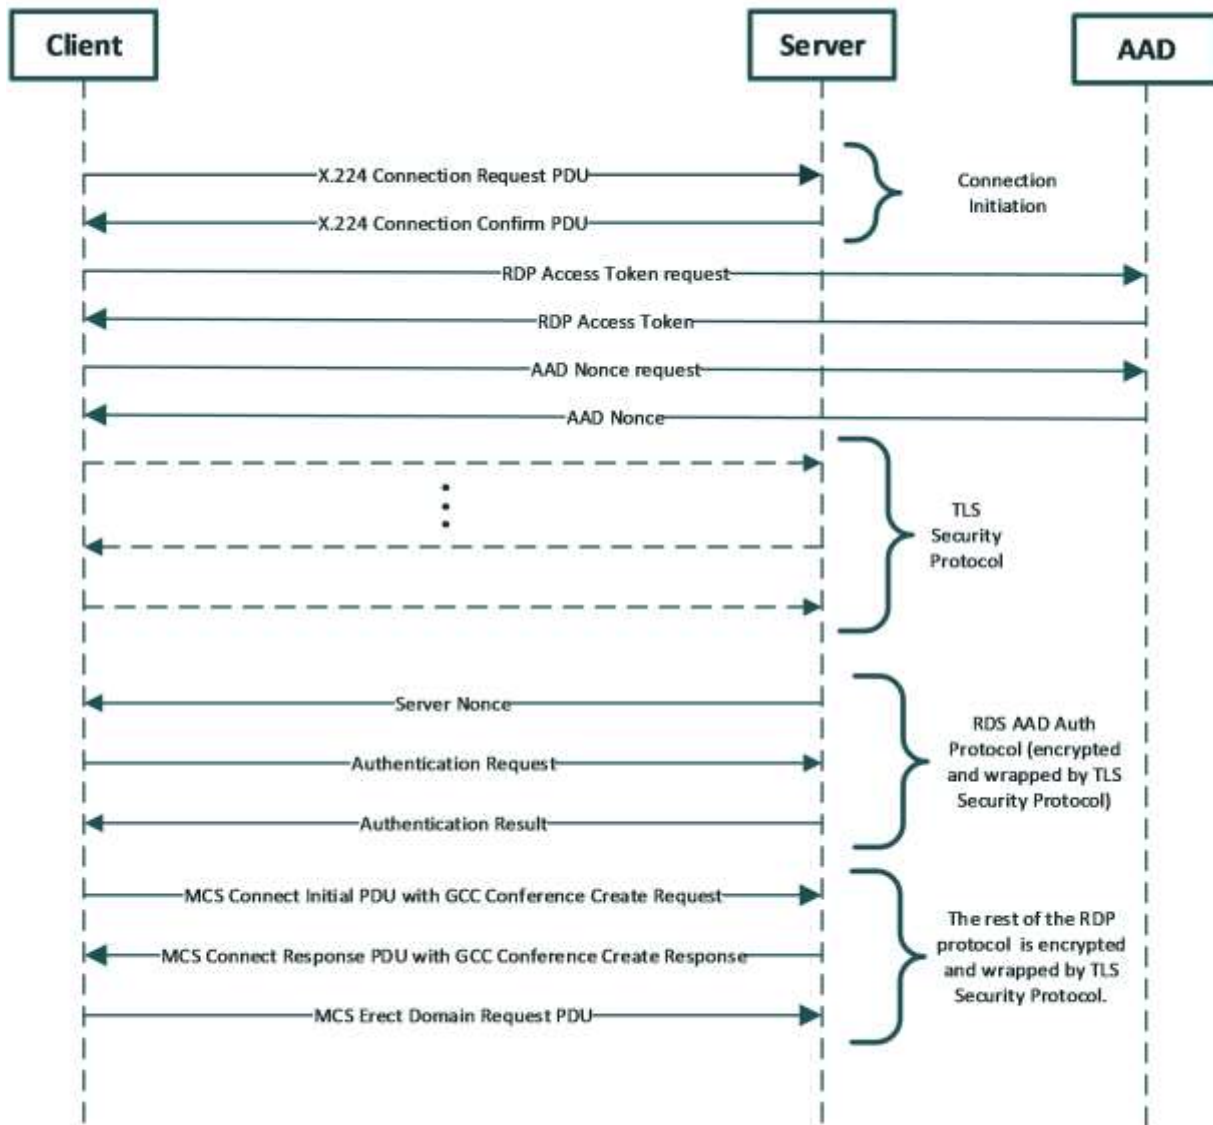 Client
Server
AAD
X.224 Connection Request PDU
Connection
Initiation
X.224 Connection Confirm PDU
RDP Access Token request
RDP Access Token
AAD Nonce request
AAD Nonce
TLS
Security
Protocol
Server Nonce
RDS AAD Auth
Protocol (encrypted
and wrapped by TLS
Security Protocol)
Authentication Request
Authentication Result
MCS Connect Initial PDU with GCC Conference Create Request
The rest of the RDP
protocol is encrypted
and wrapped by TLS
Security Protocol.
MCS Connect Response PDU with GCC Conference Create Response
MCS Erect Domain Request PDU